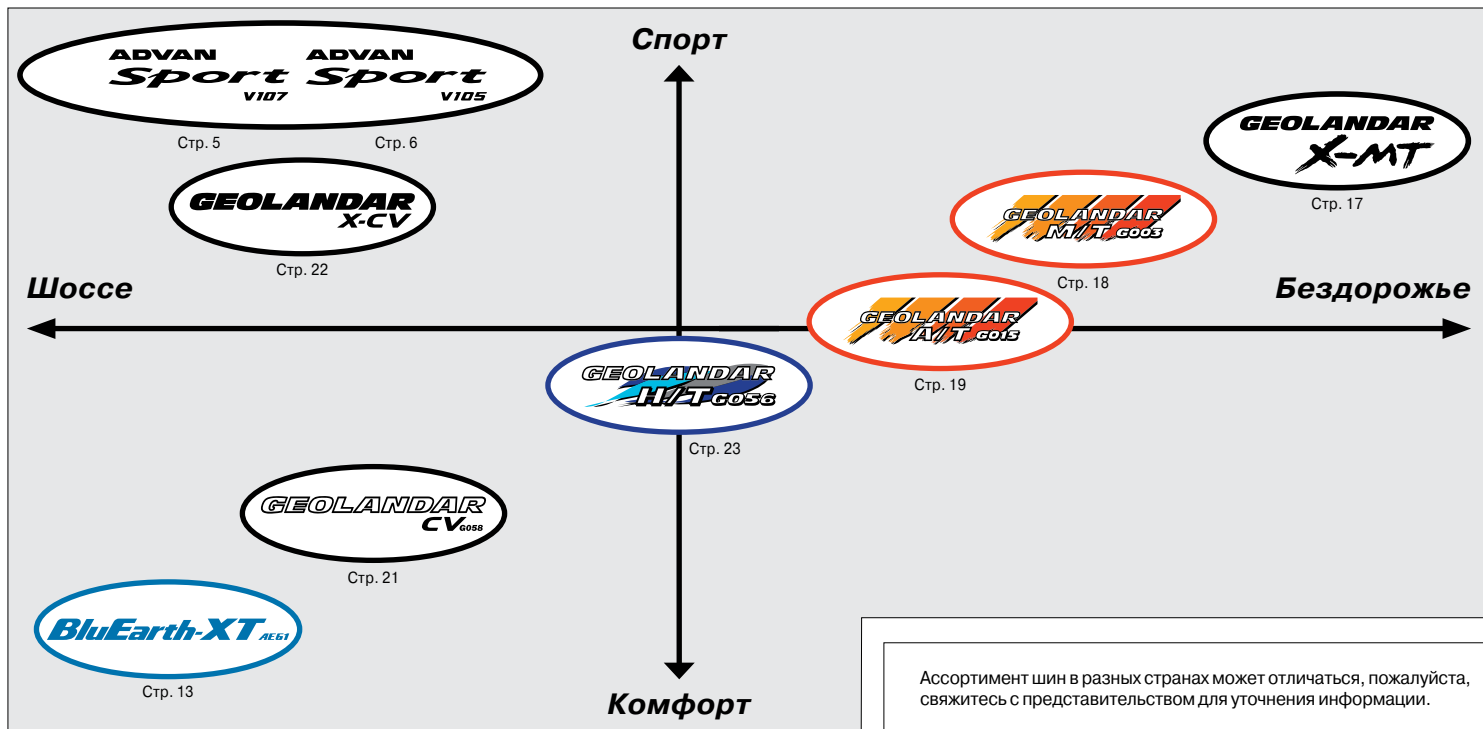 Спорт
ADVAN
Sport
V107
ADVAN
Sport
V105
Стр. 5
Стр. 6
GEOLANDAR
X-MT
Стр. 17
GEOLANDAR
X-CV
Стр. 22
GEOLANDAR
M/T G003
Стр. 18
Шоссе
Бездорожье
GEOLANDAR
A/T G015
Стр. 19
GEOLANDAR
H/T G056
Стр. 23
GEOLANDAR
CV G058
Стр. 21
BluEarth-XT AE61
Стр. 13
Комфорт
Ассортимент шин в разных странах может отличаться, пожалуйста,
свяжитесь с представительством для уточнения информации.